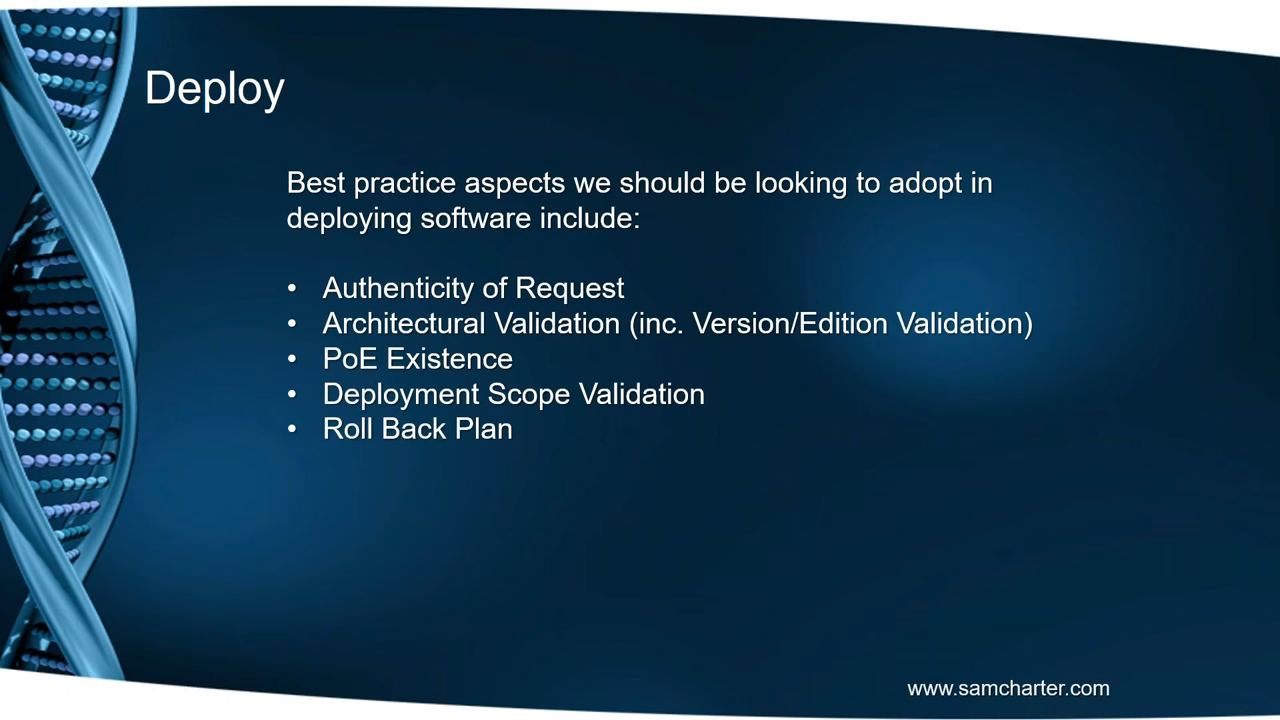 Deploy
Best practice aspects we should be looking to adopt in
deploying software include:
• Authenticity of Request
• Architectural Validation (inc. Version/Edition Validation)
• PoE Existence
• Deployment Scope Validation
• Roll Back Plan
www.samcharter.com